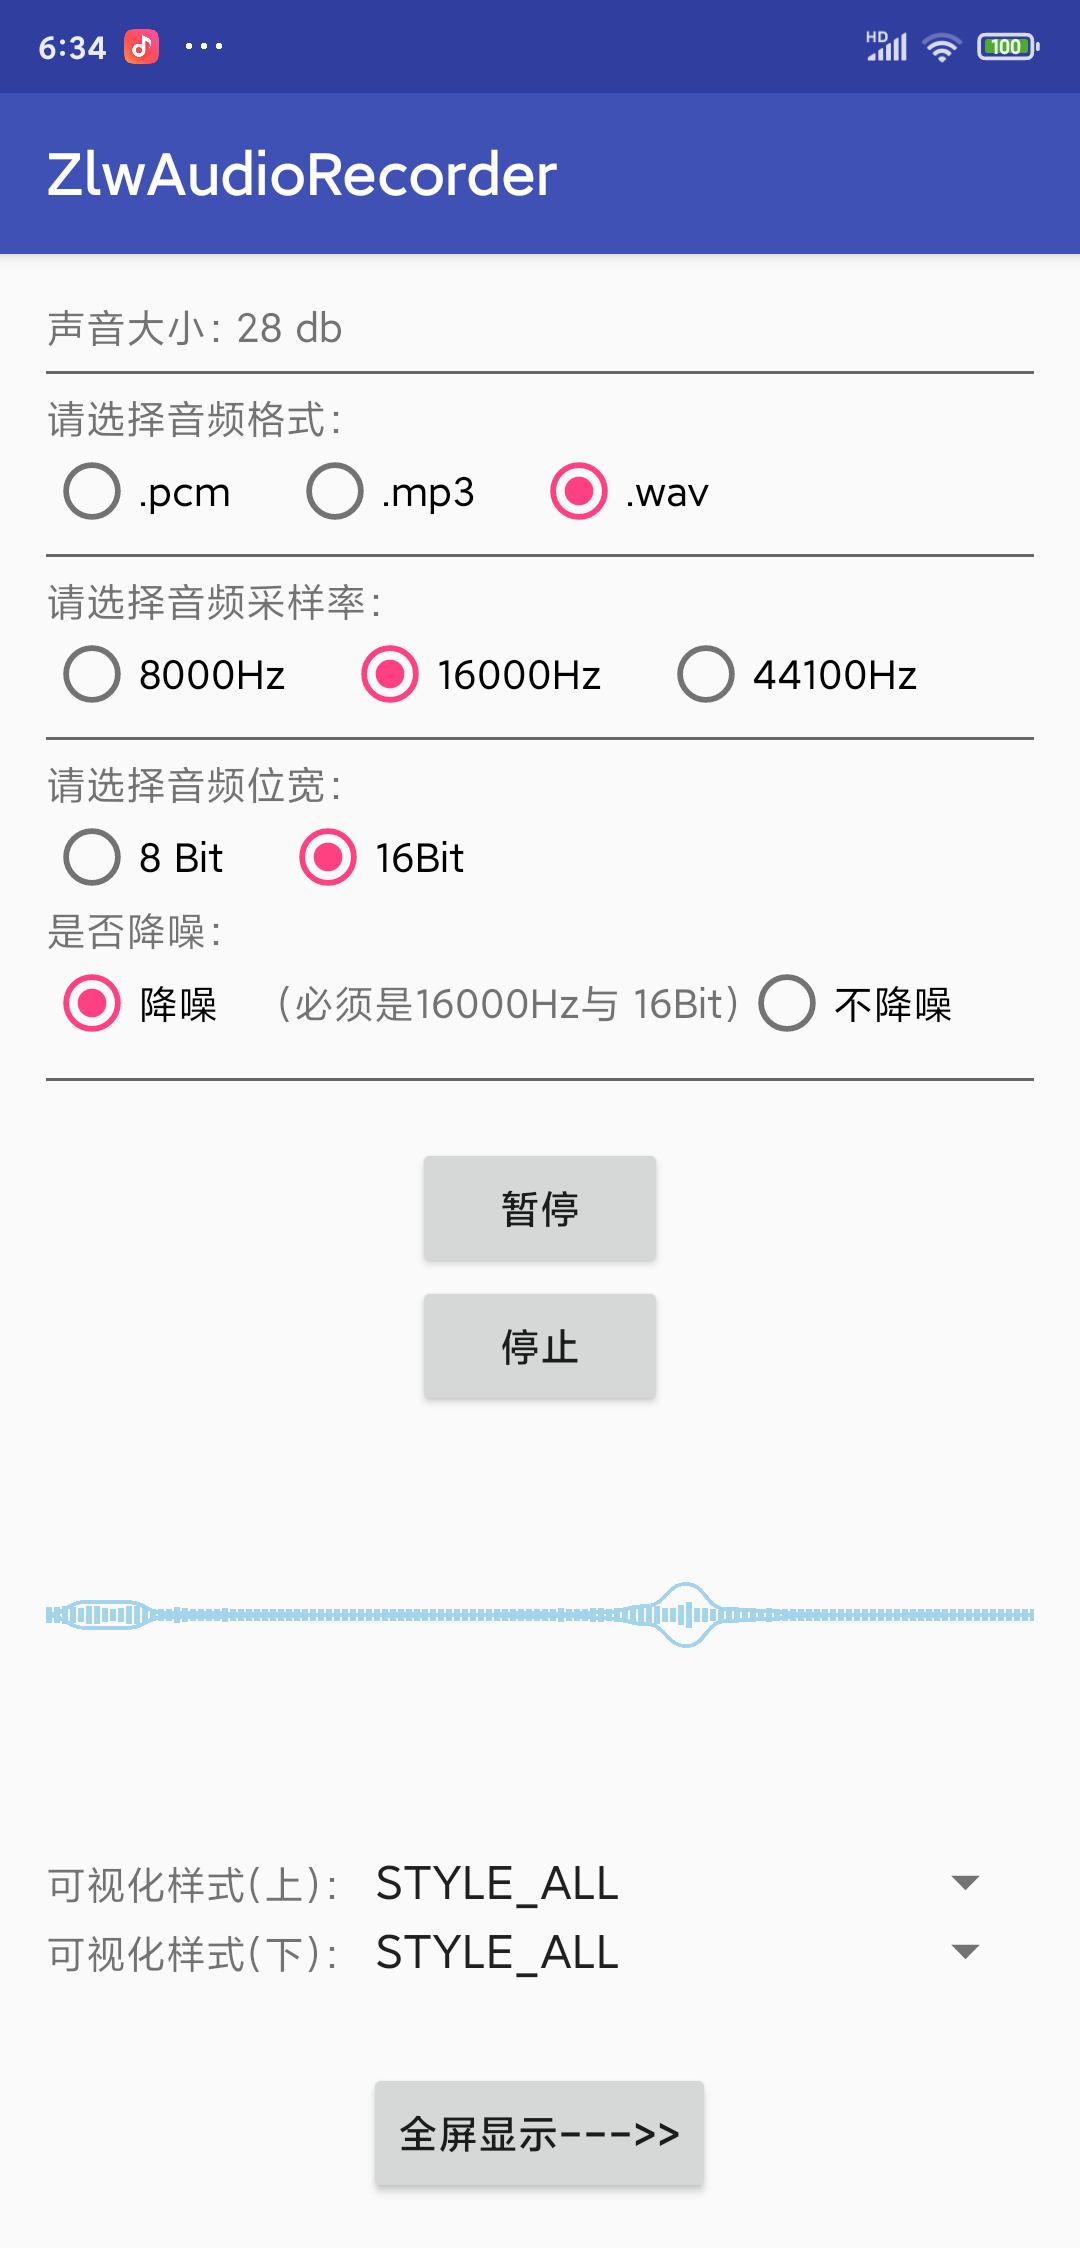 6:34 HD 100
ZlwAudioRecorder
声音大小: 28 db
请选择音频格式:
.pcm .mp3 .wav
请选择音频采样率:
8000Hz 16000Hz 44100Hz
请选择音频位宽:
8 Bit 16Bit
是否降噪:
降噪 （必须是16000Hz与 16Bit） 不降噪
暂停
停止
可视化样式(上): STYLE_ALL
可视化样式(下): STYLE_ALL
全屏显示--->>